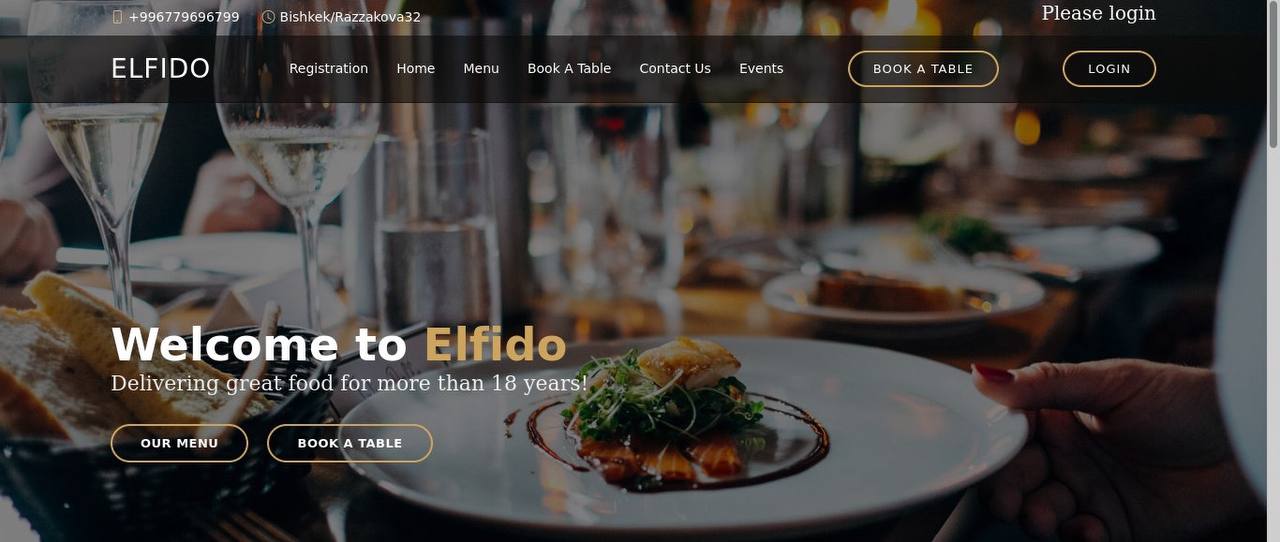 +996779696799 Bishkek/Razzakova32 Please login
ELFIDO Registration Home Menu Book A Table Contact Us Events BOOK A TABLE LOGIN
Welcome to Elfido
Delivering great food for more than 18 years!
OUR MENU BOOK A TABLE